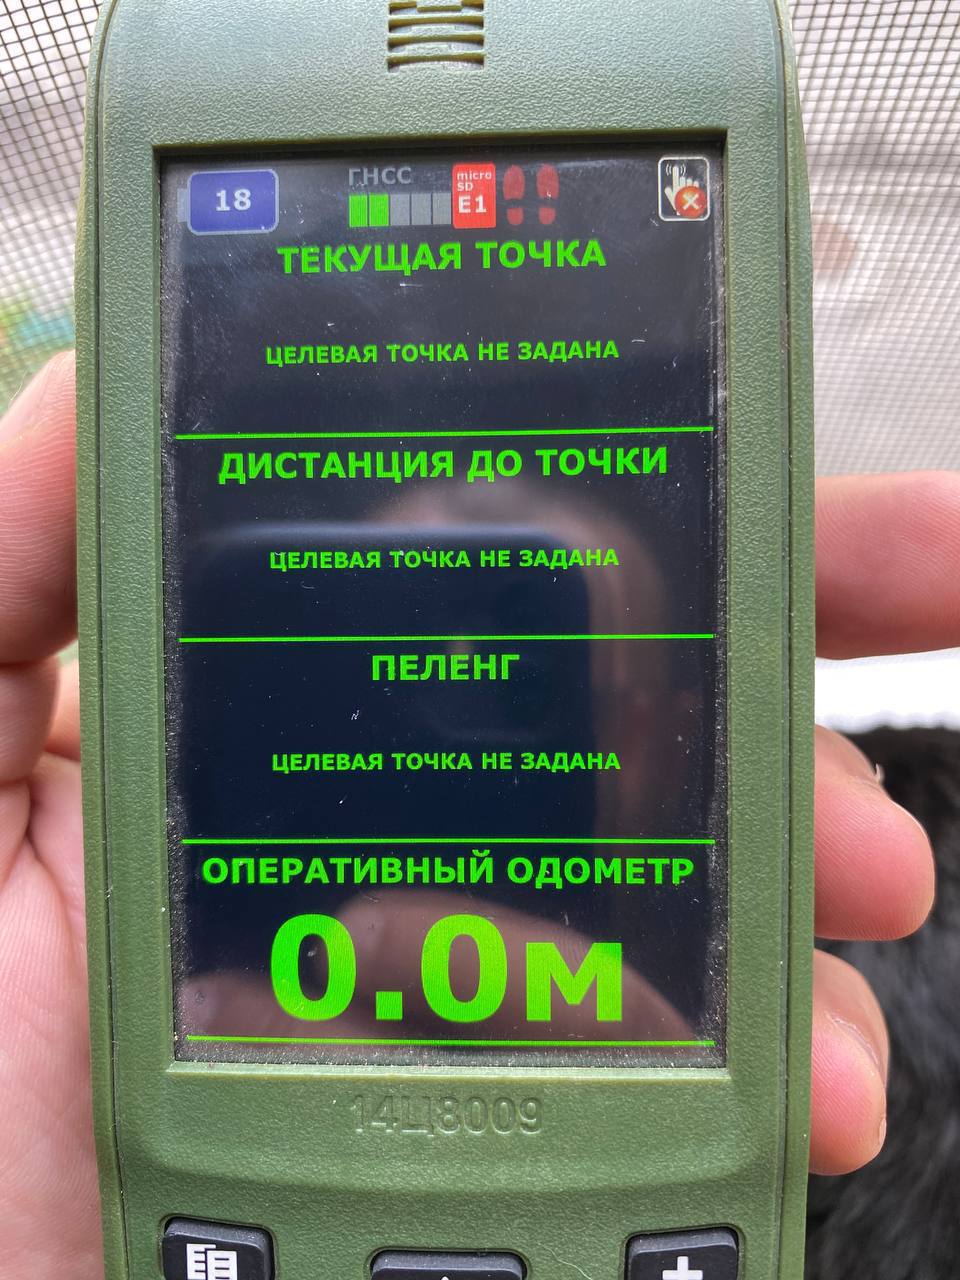 18
ГНСС
micro
SD
E1
ТЕКУЩАЯ ТОЧКА
ЦЕЛЕВАЯ ТОЧКА НЕ ЗАДАНА
ДИСТАНЦИЯ ДО ТОЧКИ
ЦЕЛЕВАЯ ТОЧКА НЕ ЗАДАНА
ПЕЛЕНГ
ЦЕЛЕВАЯ ТОЧКА НЕ ЗАДАНА
ОПЕРАТИВНЫЙ ОДОМЕТР
0.0м
14Ц8009